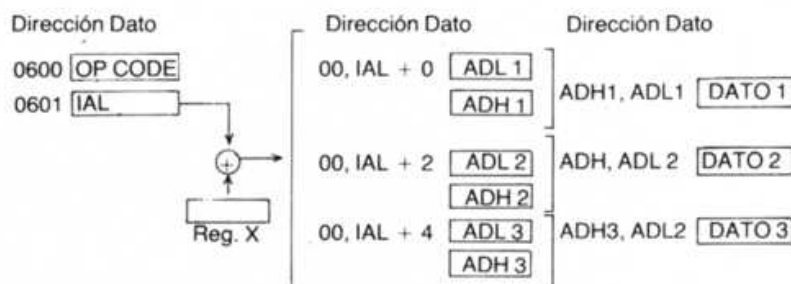 Dirección Dato
Dirección Dato
Dirección Dato
0600 OP CODE
00, IAL + 0 ADL 1
0601 IAL
ADH 1
ADH1, ADL1 DATO 1
+
00, IAL + 2 ADL 2
ADH, ADL 2 DATO 2
ADH 2
Reg. X
00, IAL + 4 ADL 3
ADH3, ADL2 DATO 3
ADH 3